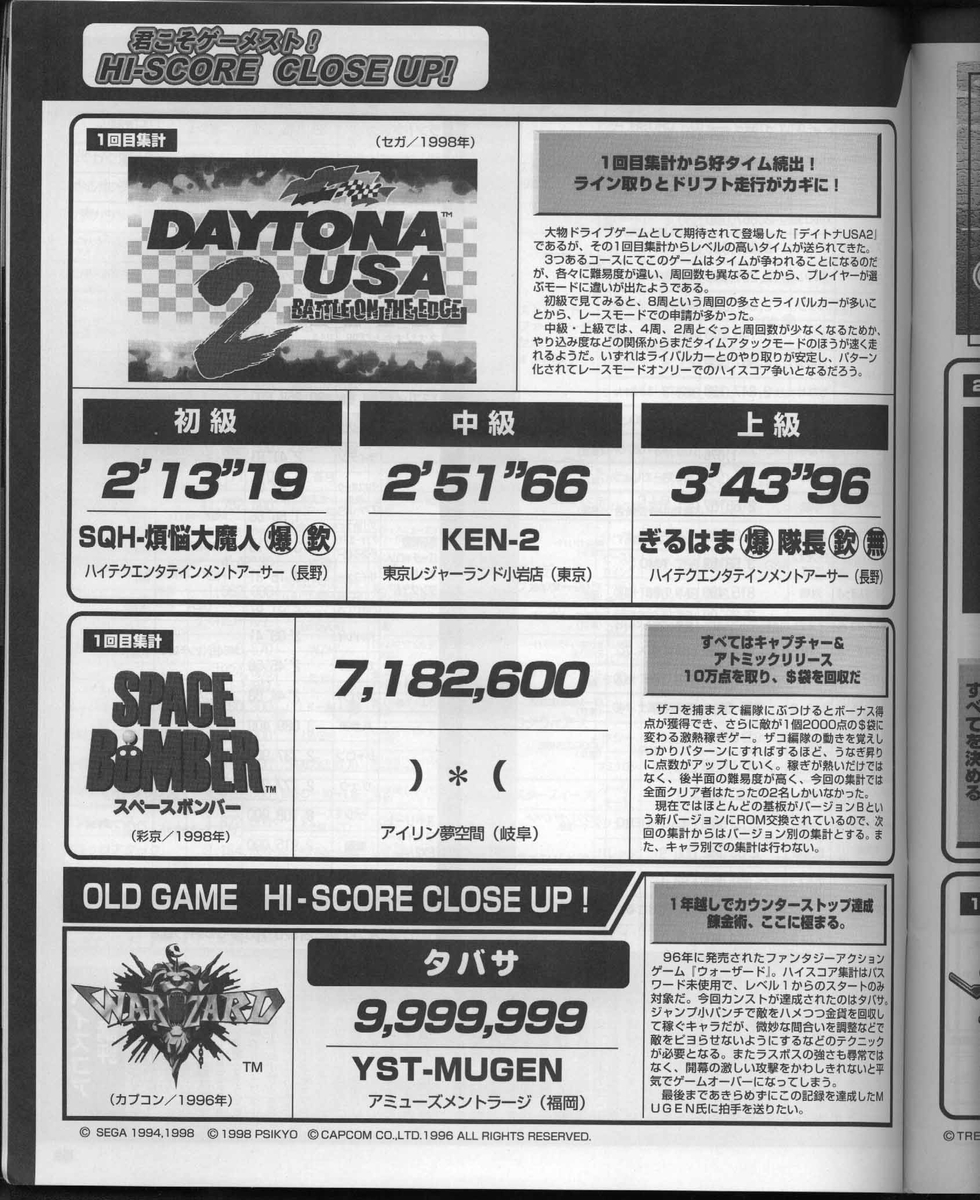 君こそゲーメスト!
HI-SCORE CLOSE UP!
1回目集計
(セガ/1998年)
DAYTONA
USA
2
BATTLE ON THE EDGE
TM
1回目集計から好タイム続出!
ライン取りとドリフト走行がカギに!
大物ドライブゲームとして期待されて登場した『デイトナUSA2』
であるが、その1回目集計からレベルの高いタイムが送られてきた。
3つあるコースにてこのゲームはタイムが争われることになるのだ
が、各々に難易度が違い、周回数も異なることから、プレイヤーが選
ぶモードに違いが出たようである。
初級で見てみると、8周という周回の多さとライバルカーが多いこ
とから、レースモードでの申請が多かった。
中級・上級では、4周、2周とぐっと周回数が少なくなるためか、
やり込み度などの関係からまだタイムアタックモードのほうが速く走
れるようだ。いずれはライバルカーとのやり取りが安定し、パターン
化されてレースモードオンリーでのハイスコア争いとなるだろう。
初級
2'13"19
SQH-煩悩大魔人 爆 欽
ハイテクエンタテインメントアーサー(長野)
中級
2'51"66
KEN-2
東京レジャーランド小岩店(東京)
上級
3'43"96
ぎるはま 爆 隊長 欽 無
ハイテクエンタテインメントアーサー(長野)
1回目集計
SPACE
BOMBER
TM
スペースボンバー
(彩京/1998年)
7,182,600
)*(
アイリン夢空間(岐阜)
すべてはキャプチャー&
アトミックリリース
10万点を取り、$袋を回収だ
ザコを捕まえて編隊にぶつけるとボーナス得
点が獲得でき、さらに敵が1個2000点の$袋に
変わる激熱稼ぎゲー。ザコ編隊の動きを覚えし
っかりパターンにすればするほど、うなぎ昇り
に点数がアップしていく。稼ぎが熱いだけでは
なく、後半面の難易度が高く、今回の集計では
全面クリア者はたったの2名しかいなかった。
現在ではほとんどの基板がバージョンBとい
う新バージョンにROM交換されているので、次
回の集計からはバージョン別の集計とする。ま
た、キャラ別での集計は行わない。
OLD GAME HI-SCORE CLOSE UP!
WARZARD
TM
(カプコン/1996年)
タバサ
9,999,999
YST-MUGEN
アミューズメントラージ(福岡)
1年越しでカウンターストップ達成
錬金術、ここに極まる。
96年に発売されたファンタジーアクション
ゲーム『ウォーザード』。ハイスコア集計はパス
ワード未使用で、レベル1からのスタートのみ
対象だ。今回カンストが達成されたのはタバサ。
ジャンプ小パンチで敵をハメつつ金貨を回収し
て稼ぐキャラだが、微妙な間合いを調整などで
敵をピヨらせないようにするなどのテクニック
が必要となる。またラスボスの強さも尋常では
なく、開幕の激しい攻撃をかわしきれないと平
気でゲームオーバーになってしまう。
最後まであきらめずにこの記録を達成したM
UGEN氏に拍手を送りたい。
© SEGA 1994,1998 © 1998 PSIKYO © CAPCOM CO.,LTD.1996 ALL RIGHTS RESERVED.
すべてを決める
© TRE